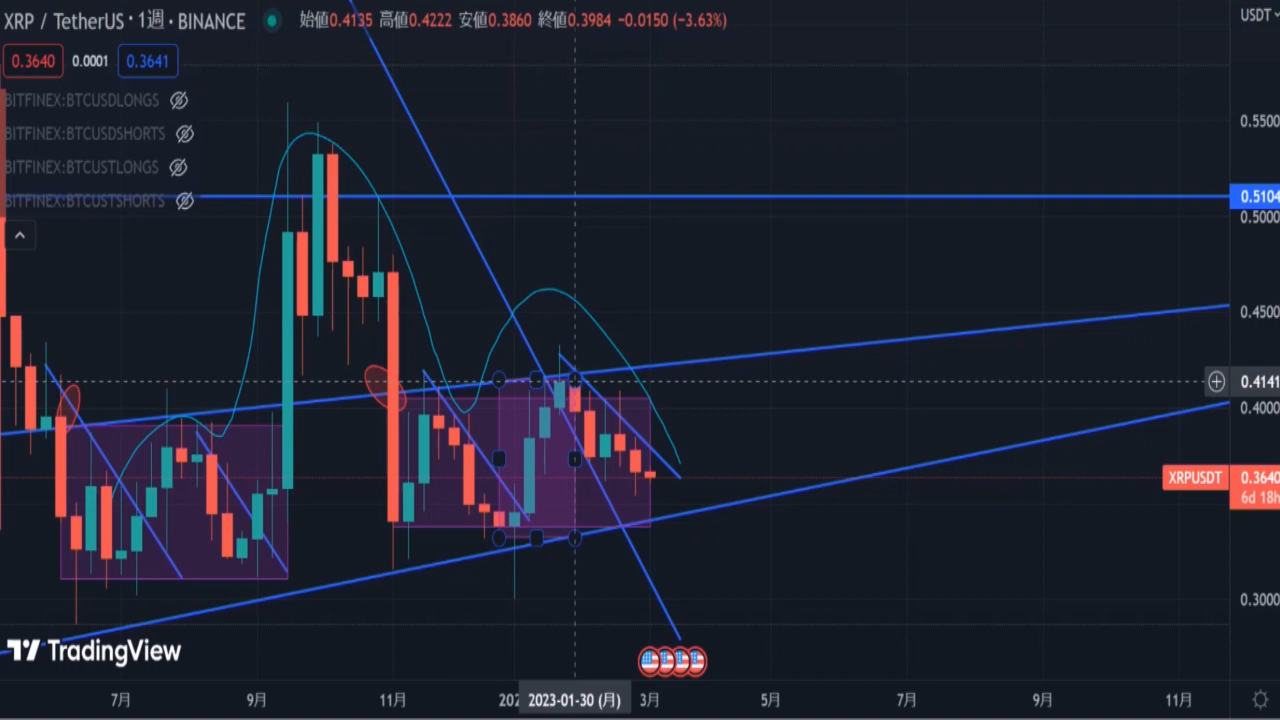 XRP / TetherUS · 1週 · BINANCE 始値0.4135 高値0.4222 安値0.3860 終値0.3984 −0.0150 (−3.63%)
USDT
0.3640 0.0001 0.3641
BITFINEX:BTCUSDLONGS
BITFINEX:BTCUSDSHORTS
BITFINEX:BTCUSTLONGS
BITFINEX:BTCUSTSHORTS
0.5500
0.5104
0.5000
0.4500
0.4141
0.4000
XRPUSDT 0.3640
6d 18h
0.3000
TradingView
7月 9月 11月 202 2023-01-30 (月) 3月 5月 7月 9月 11月